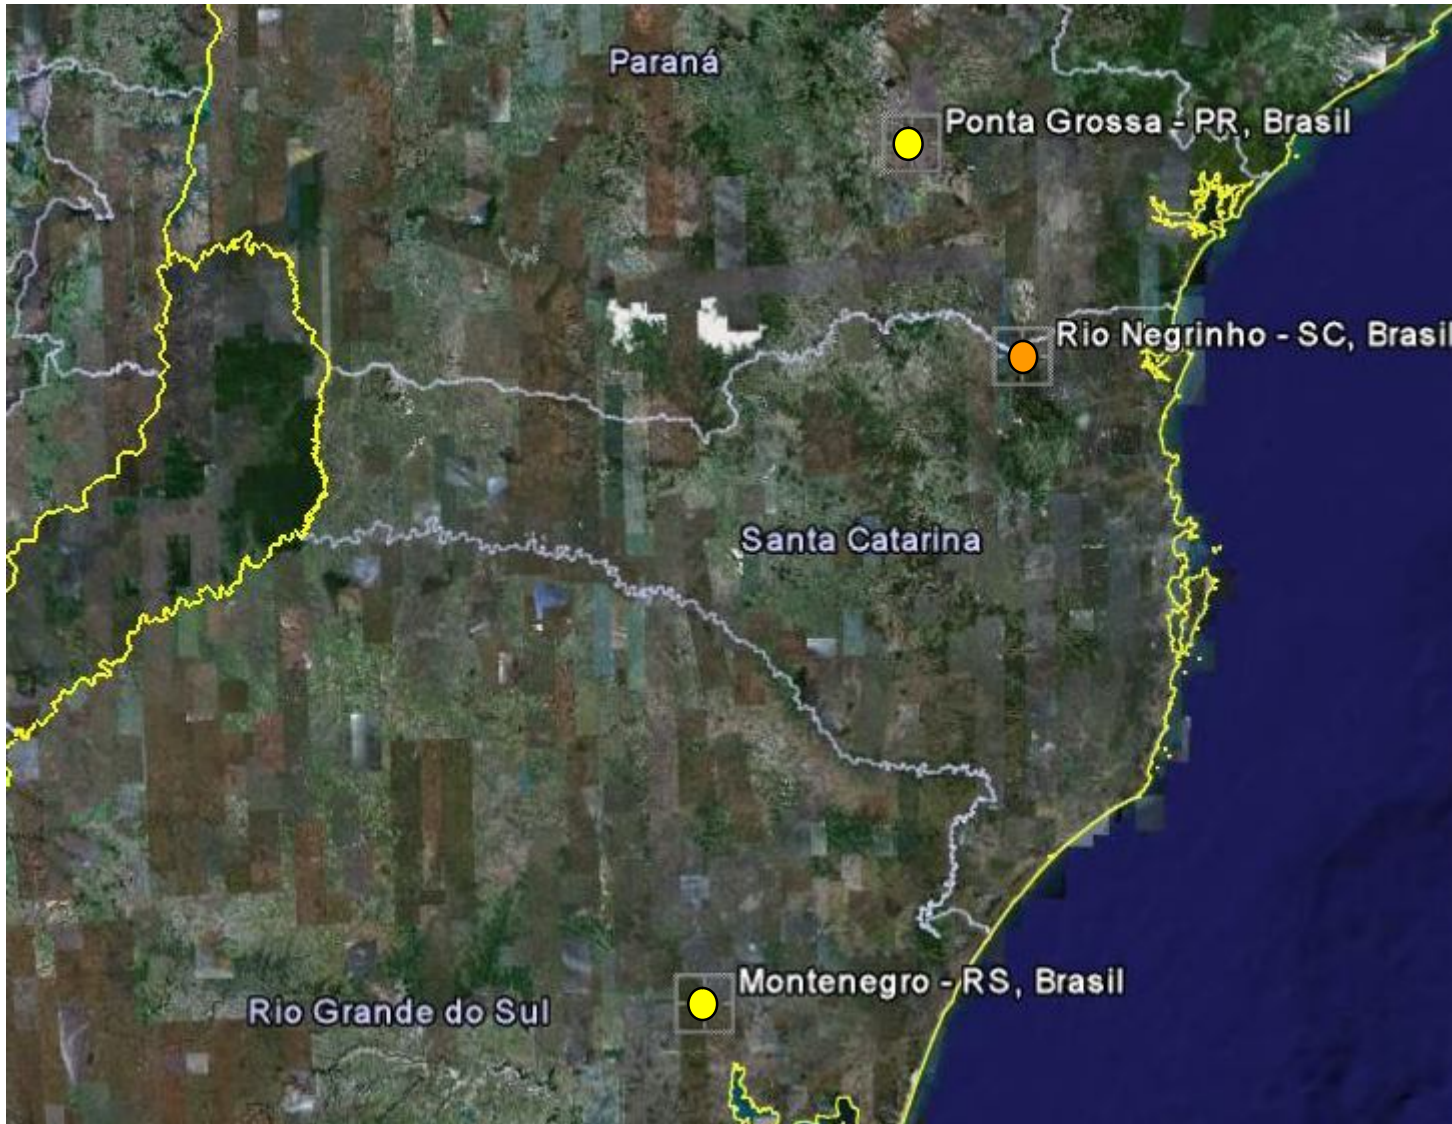 Paraná
Ponta Grossa - PR, Brasil
Rio Negrinho - SC, Brasil
Santa Catarina
Montenegro - RS, Brasil
Rio Grande do Sul